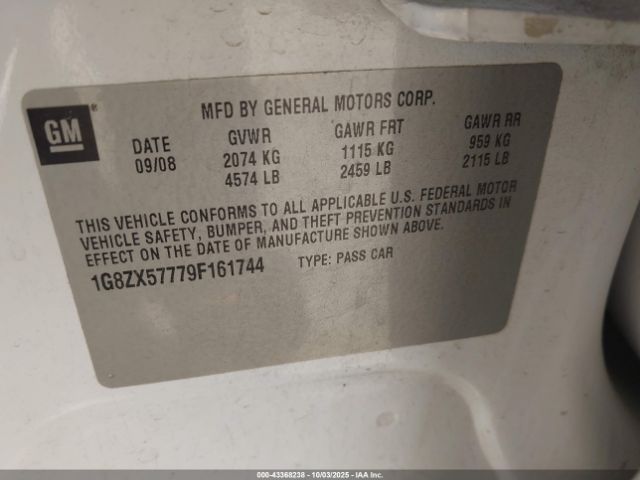 GM®
MFD BY GENERAL MOTORS CORP.
DATE GVWR GAWR FRT GAWR RR
09/08 2074 KG 1115 KG 959 KG
4574 LB 2459 LB 2115 LB
THIS VEHICLE CONFORMS TO ALL APPLICABLE U.S. FEDERAL MOTOR
VEHICLE SAFETY, BUMPER, AND THEFT PREVENTION STANDARDS IN
EFFECT ON THE DATE OF MANUFACTURE SHOWN ABOVE.
1G8ZX57779F161744 TYPE: PASS CAR
000-43368238 - 10/03/2025 - IAA Inc.